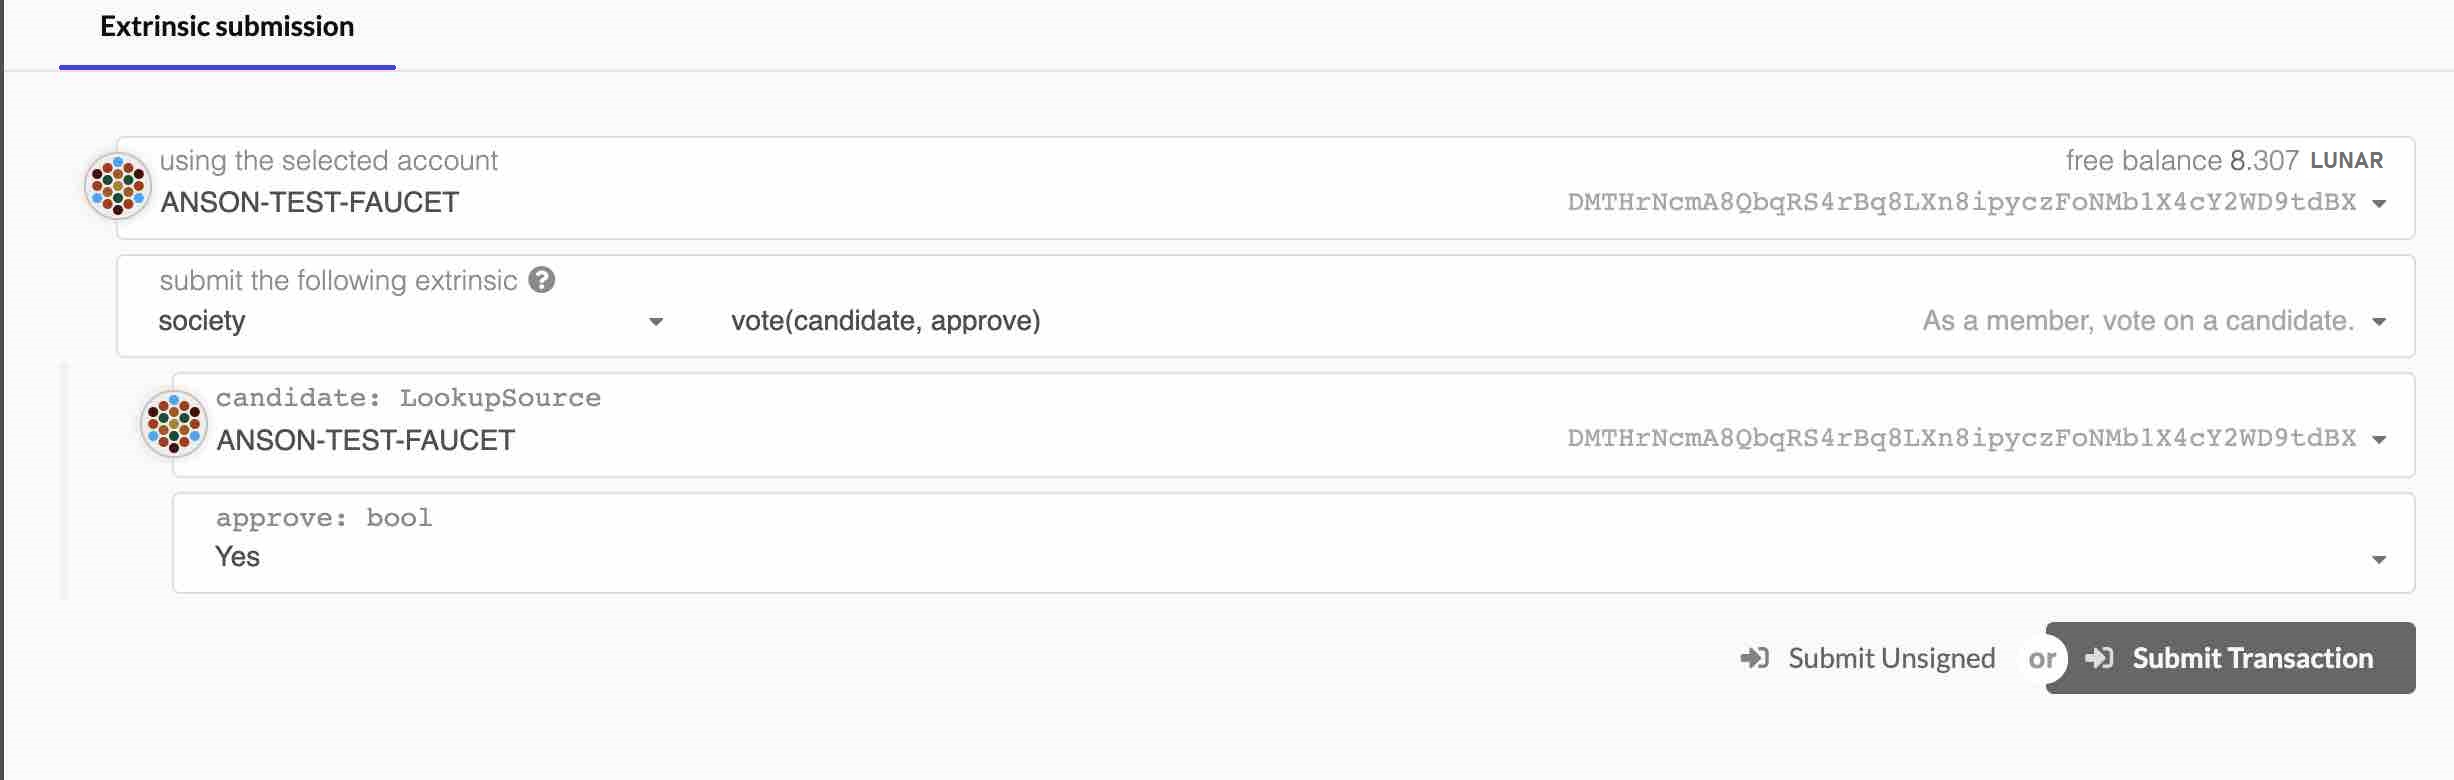 Extrinsic submission
using the selected account
free balance 8.307 LUNAR
ANSON-TEST-FAUCET
DMTHrNcmA8QbqRS4rBq8LXn8ipyczFoNMb1X4cY2WD9tdBX
submit the following extrinsic ?
society
vote(candidate, approve)
As a member, vote on a candidate.
candidate: LookupSource
ANSON-TEST-FAUCET
DMTHrNcmA8QbqRS4rBq8LXn8ipyczFoNMb1X4cY2WD9tdBX
approve: bool
Yes
Submit Unsigned or Submit Transaction